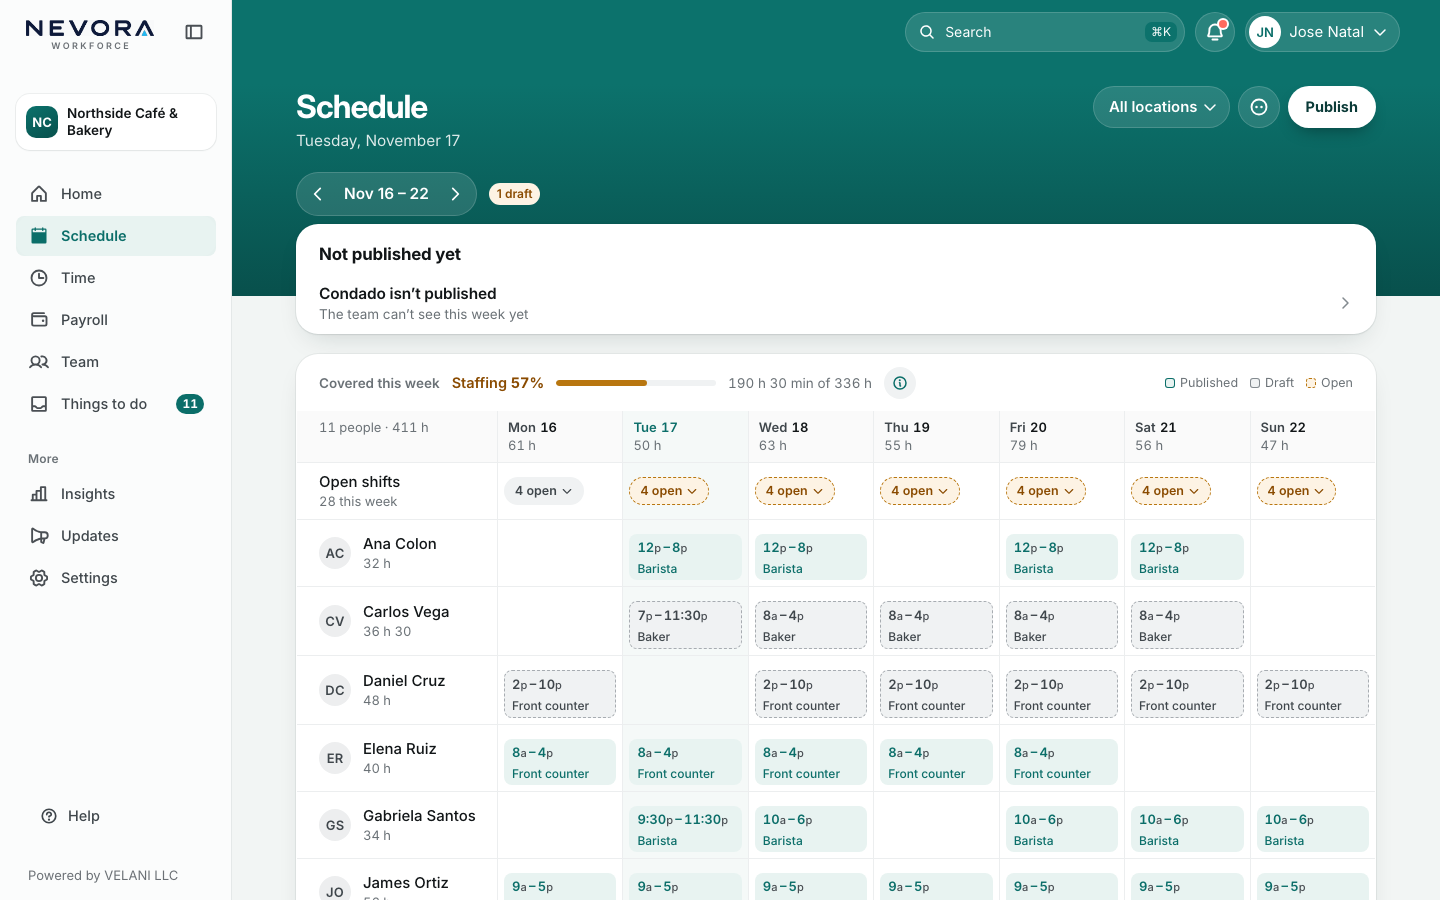 NEVORA
WORKFORCE
Search
⌘K
JN
Jose Natal
NC
Northside Café &
Bakery
Home
Schedule
Time
Payroll
Team
Things to do
11
More
Insights
Updates
Settings
Help
Powered by VELANI LLC
Schedule
Tuesday, November 17
All locations
Publish
Nov 16 – 22
1 draft
Not published yet
Condado isn’t published
The team can’t see this week yet
Covered this week
Staffing 57%
190 h 30 min of 336 h
Published
Draft
Open
11 people · 411 h
Mon 16
61 h
Tue 17
50 h
Wed 18
63 h
Thu 19
55 h
Fri 20
79 h
Sat 21
56 h
Sun 22
47 h
Open shifts
28 this week
4 open
4 open
4 open
4 open
4 open
4 open
4 open
AC
Ana Colon
32 h
12p – 8p
Barista
12p – 8p
Barista
12p – 8p
Barista
12p – 8p
Barista
CV
Carlos Vega
36 h 30
7p – 11:30p
Baker
8a – 4p
Baker
8a – 4p
Baker
8a – 4p
Baker
8a – 4p
Baker
DC
Daniel Cruz
48 h
2p – 10p
Front counter
2p – 10p
Front counter
2p – 10p
Front counter
2p – 10p
Front counter
2p – 10p
Front counter
2p – 10p
Front counter
ER
Elena Ruiz
40 h
8a – 4p
Front counter
8a – 4p
Front counter
8a – 4p
Front counter
8a – 4p
Front counter
8a – 4p
Front counter
GS
Gabriela Santos
34 h
9:30p – 11:30p
Barista
10a – 6p
Barista
10a – 6p
Barista
10a – 6p
Barista
10a – 6p
Barista
JO
James Ortiz
9a – 5p
9a – 5p
9a – 5p
9a – 5p
9a – 5p
9a – 5p
9a – 5p